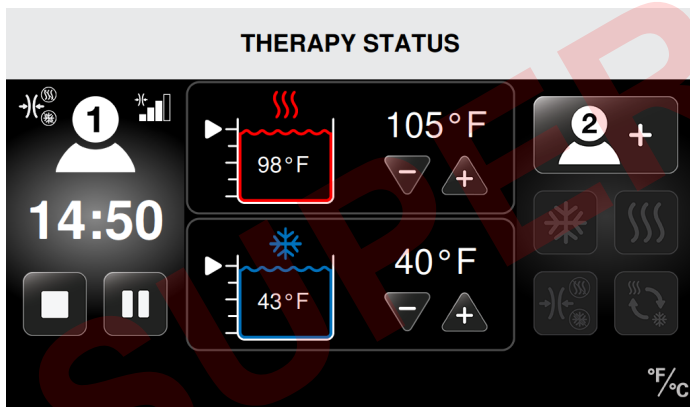 THERAPY STATUS
1
14:50
98°F
105°F
43°F
40°F
2
°F/°C
SUPER